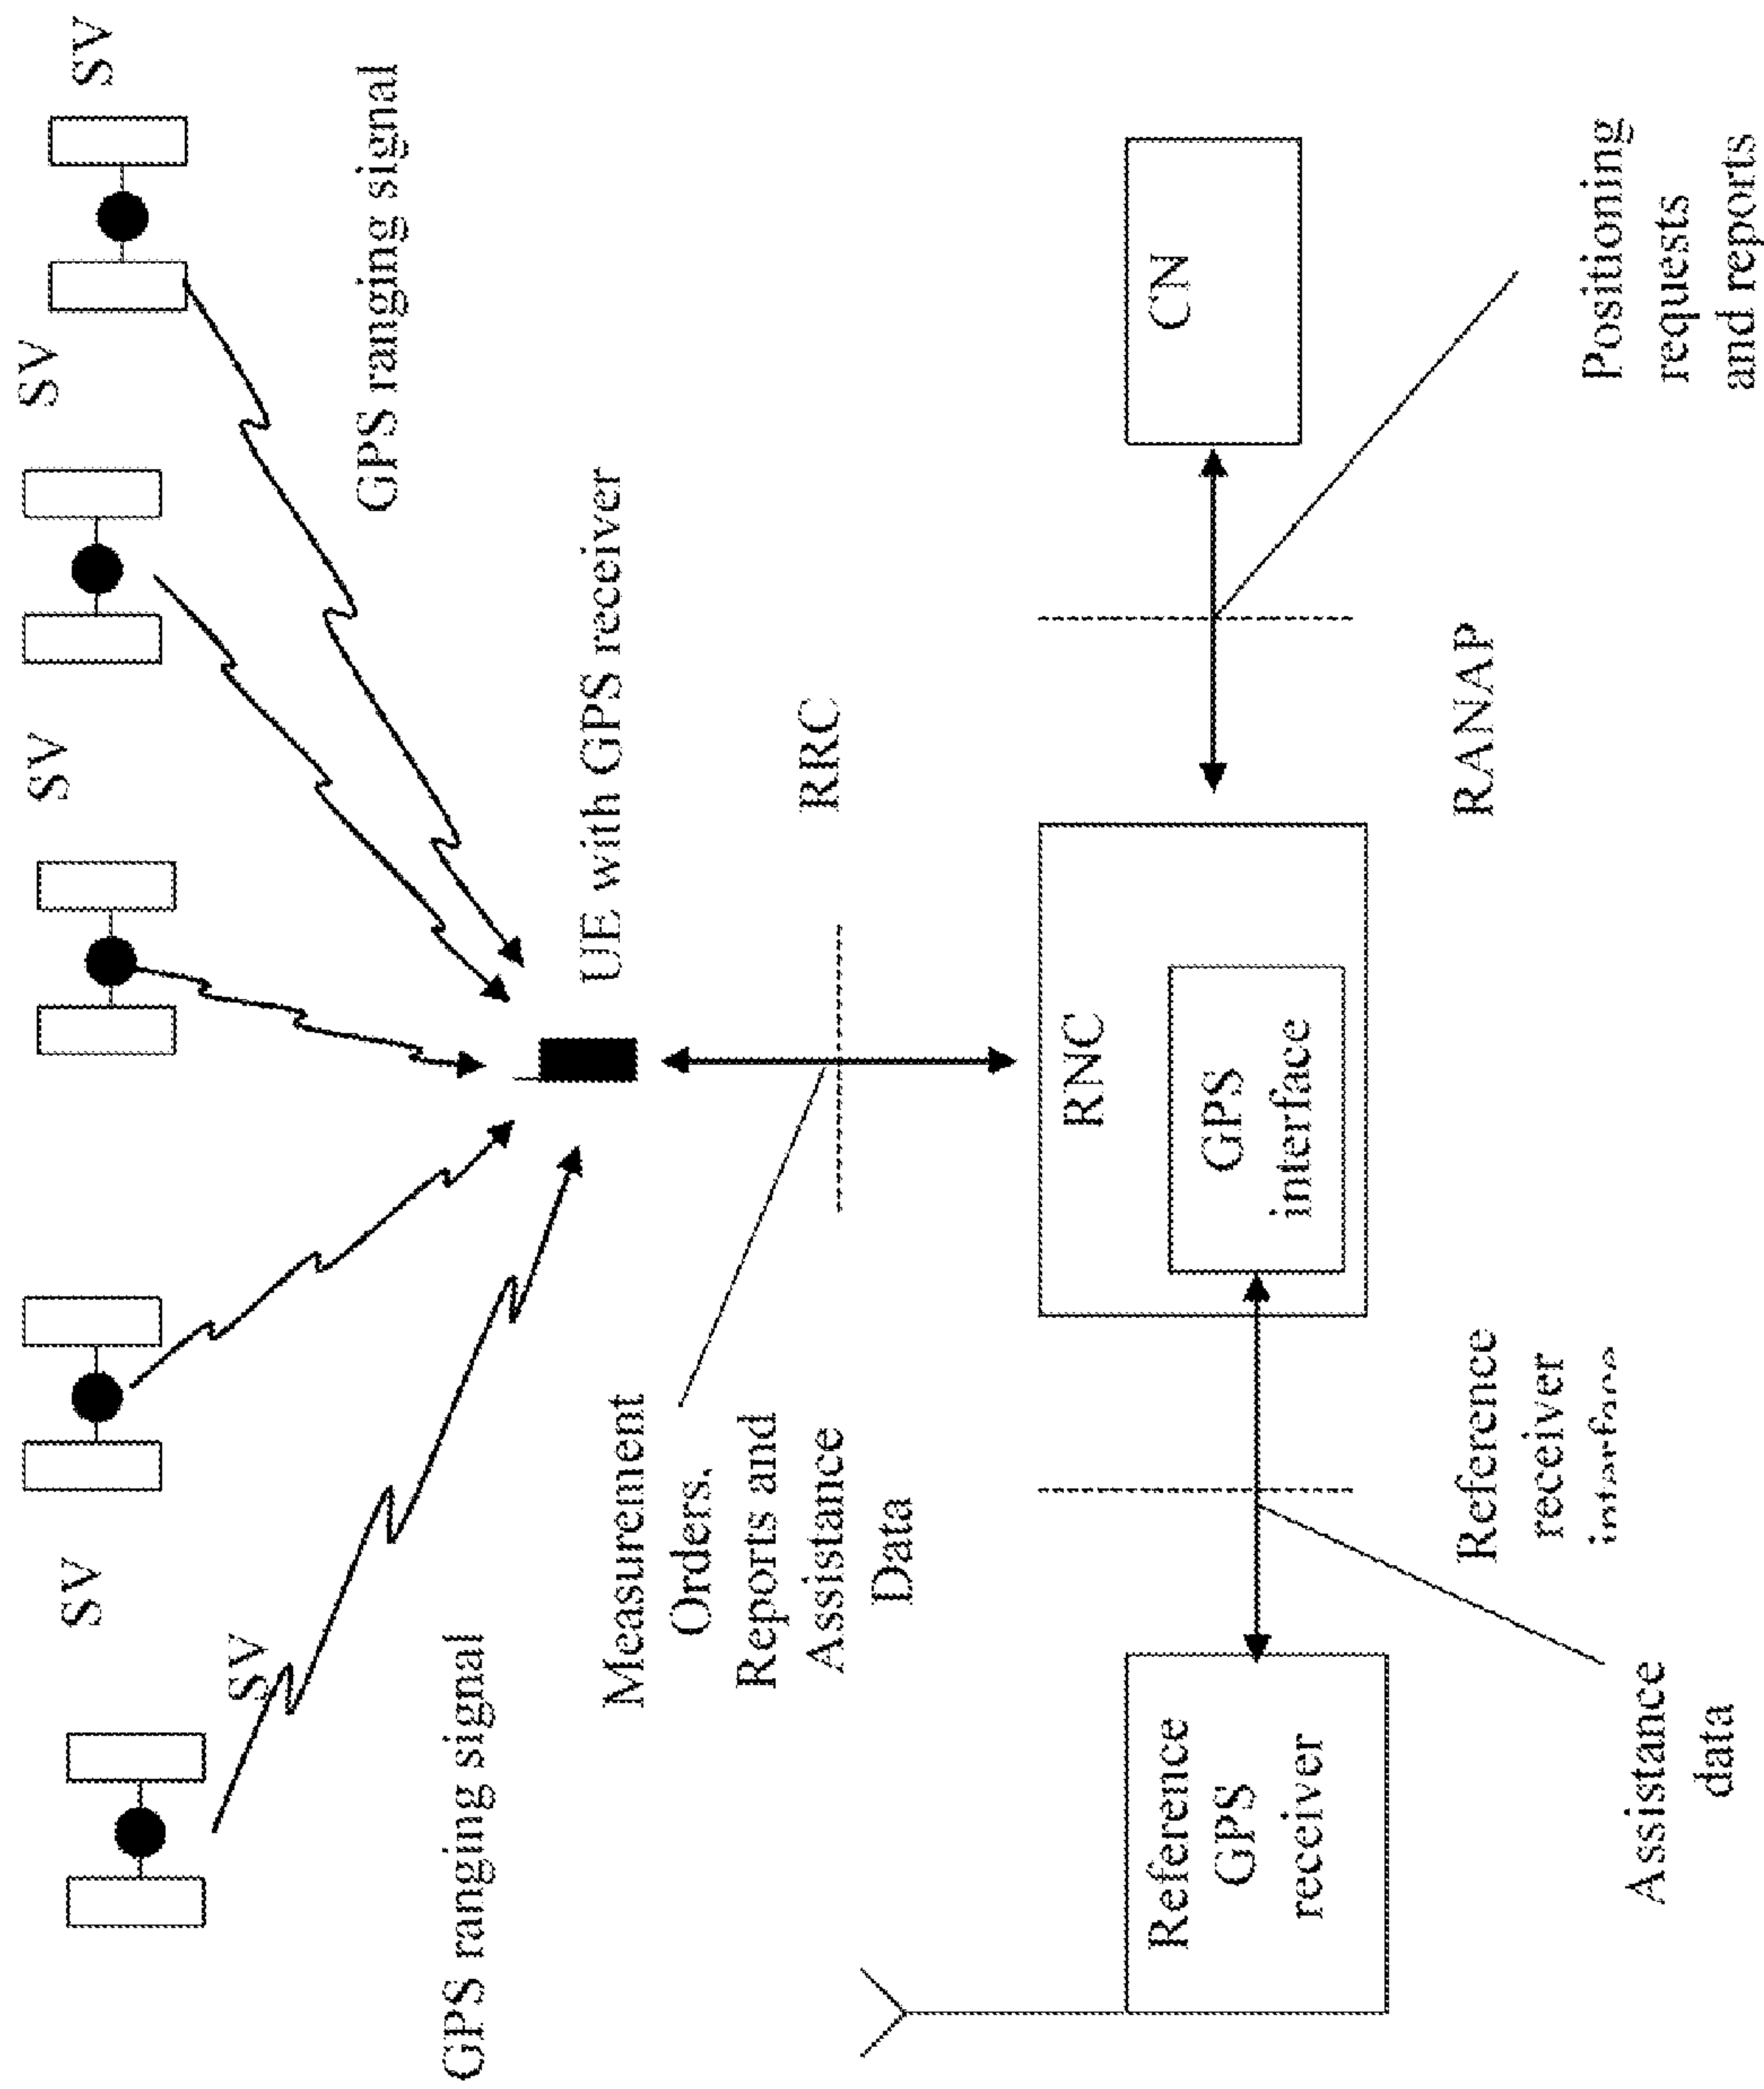 SV
SV
SV
SV
SV
GPS ranging signal
GPS ranging signal
UE with GPS receiver
Measurement
Orders,
Reports and
Assistance
Data
RRC
RNC
GPS
interface
CN
Reference
GPS
receiver
RANAP
Reference
receiver
interface
Positioning
requests
and reports
Assistance
data